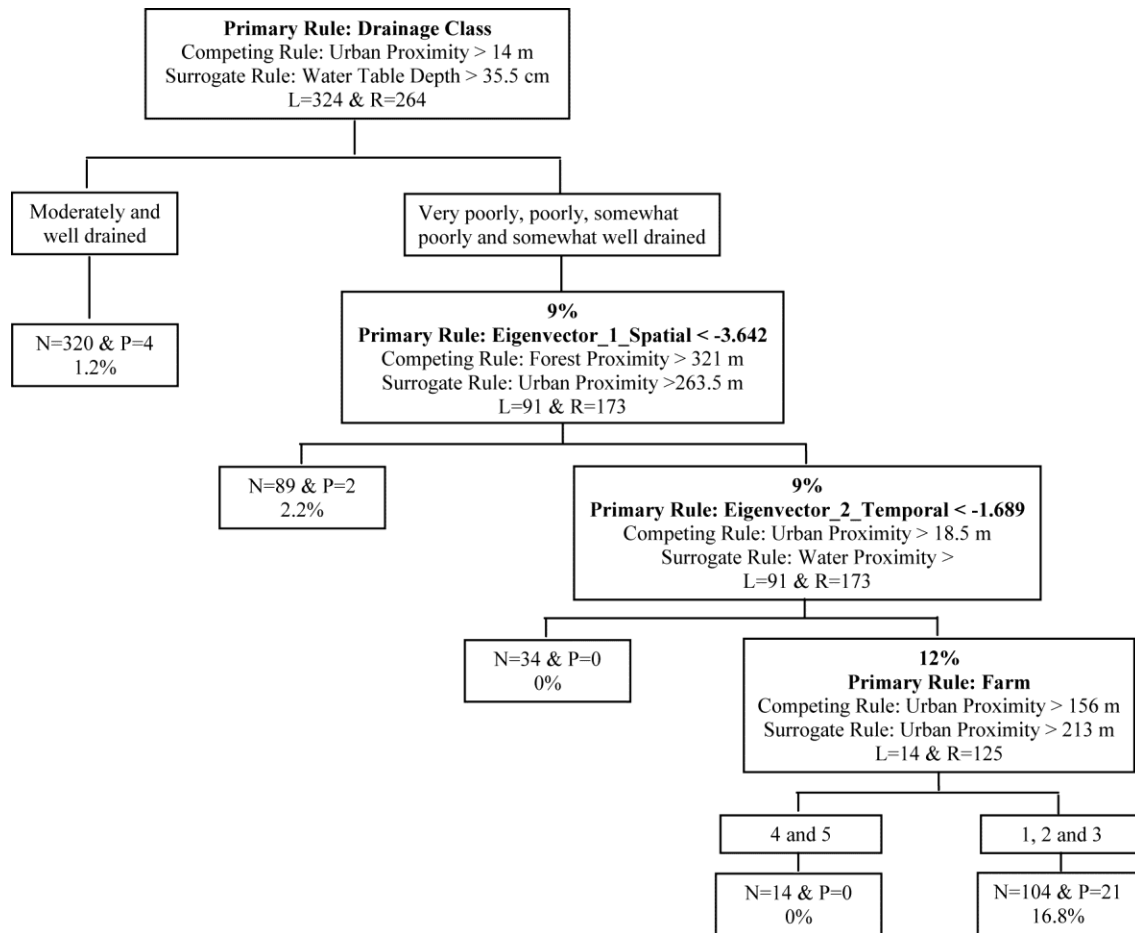 Primary Rule: Drainage Class
Competing Rule: Urban Proximity > 14 m
Surrogate Rule: Water Table Depth > 35.5 cm
L=324 & R=264
Moderately and
well drained
Very poorly, poorly, somewhat
poorly and somewhat well drained
N=320 & P=4
1.2%
9%
Primary Rule: Eigenvector_1_Spatial < -3.642
Competing Rule: Forest Proximity > 321 m
Surrogate Rule: Urban Proximity >263.5 m
L=91 & R=173
N=89 & P=2
2.2%
9%
Primary Rule: Eigenvector_2_Temporal < -1.689
Competing Rule: Urban Proximity > 18.5 m
Surrogate Rule: Water Proximity >
L=91 & R=173
N=34 & P=0
0%
12%
Primary Rule: Farm
Competing Rule: Urban Proximity > 156 m
Surrogate Rule: Urban Proximity > 213 m
L=14 & R=125
4 and 5
1, 2 and 3
N=14 & P=0
0%
N=104 & P=21
16.8%